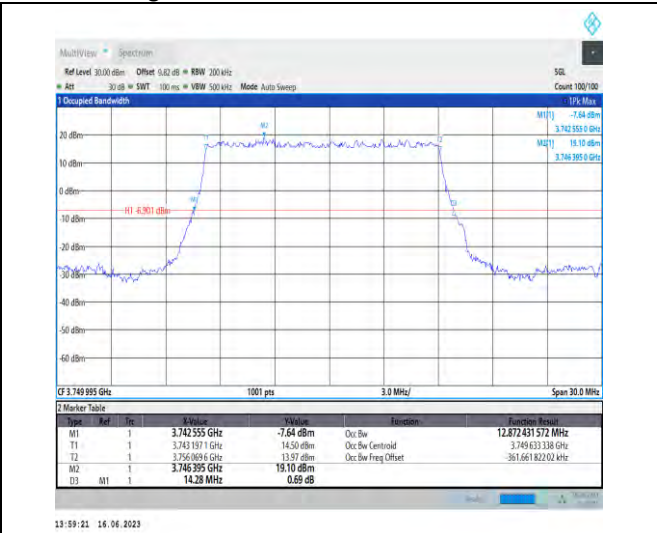 MultiView Spectrum
Ref Level 30.00 dBm Offset 9.82 dB RBW 200 kHz SGL
Att 30 dB SWT 100 ms VBW 500 kHz Mode Auto Sweep Count 100/100
1 Occupied Bandwidth 1Pk Max
M1[1] -7.64 dBm
3.742 555 0 GHz
M2[1] 19.10 dBm
3.746 395 0 GHz
M2
T1
T2
20 dBm
10 dBm
0 dBm
M1
D3
H1 -6.901 dBm
-10 dBm
-20 dBm
-30 dBm
-40 dBm
-50 dBm
-60 dBm
CF 3.749 995 GHz 1001 pts 3.0 MHz/ Span 30.0 MHz
2 Marker Table
Type Ref Trc X-Value Y-Value Function Function Result
M1 1 3.742 555 GHz -7.64 dBm Occ Bw 12.872 431 572 MHz
T1 1 3.743 197 1 GHz 14.50 dBm Occ Bw Centroid 3.749 633 338 GHz
T2 1 3.756 069 6 GHz 13.97 dBm Occ Bw Freq Offset -361.661 822 02 kHz
M2 1 3.746 395 GHz 19.10 dBm
D3 M1 1 14.28 MHz 0.69 dB
13:59:21 16.06.2023